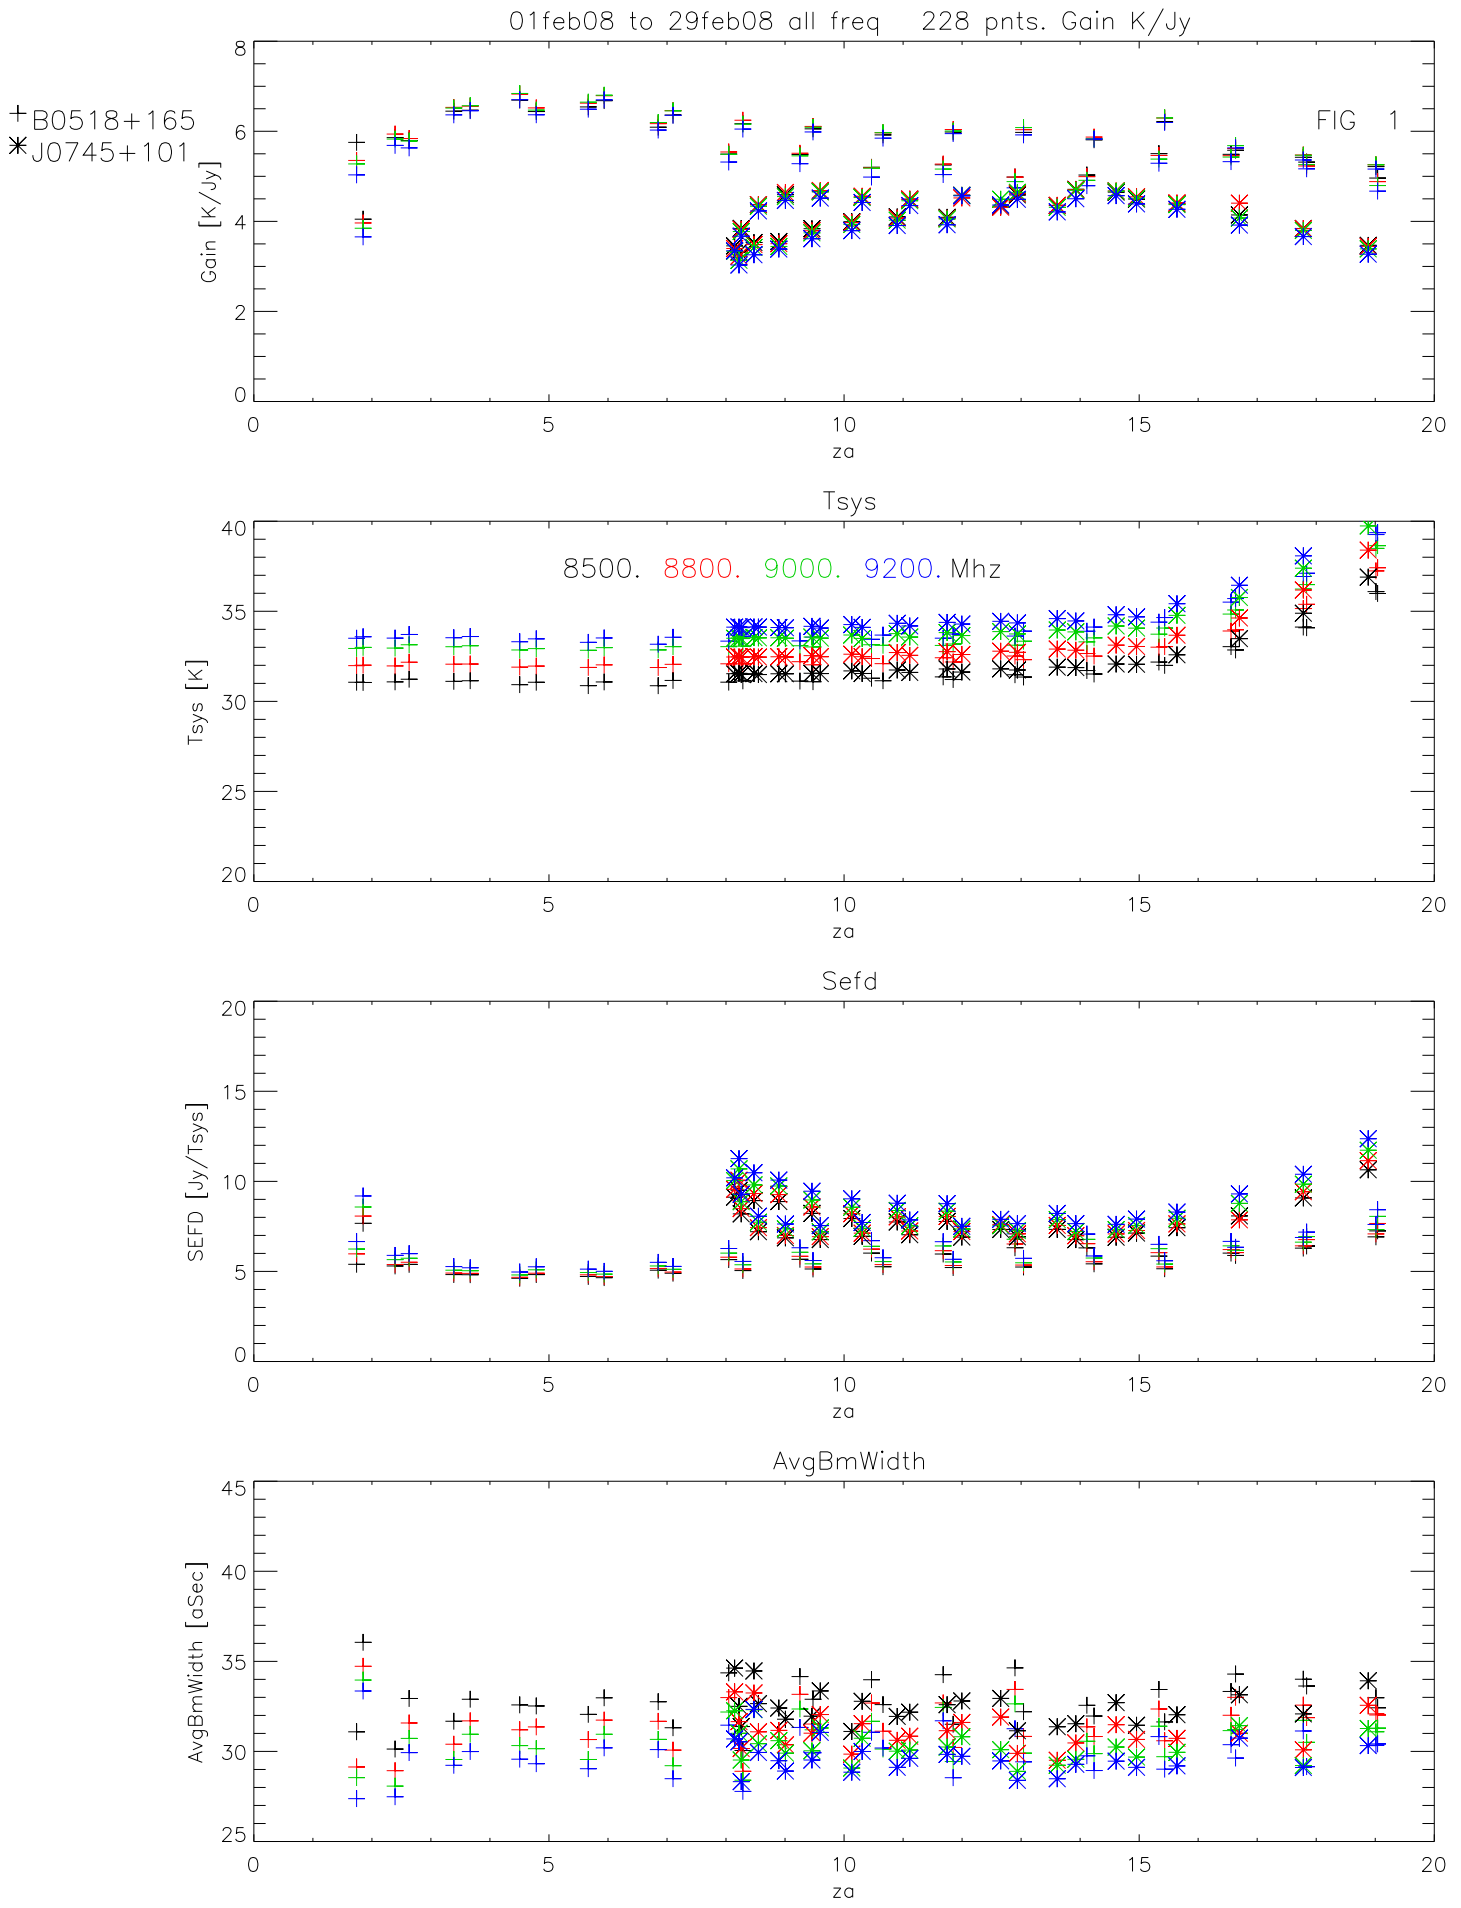 01feb08 to 29feb08 all freq 228 pnts. Gain K/Jy
+B0518+165
*J0745+101
FIG 1
Gain [K/Jy]
8
6
4
2
0
0 5 10 15 20
za
Tsys
8500. 8800. 9000. 9200. Mhz
Tsys [K]
40
35
30
25
20
0 5 10 15 20
za
Sefd
SEFD [Jy/Tsys]
20
15
10
5
0
0 5 10 15 20
za
AvgBmWidth
AvgBmWidth [aSec]
45
40
35
30
25
0 5 10 15 20
za